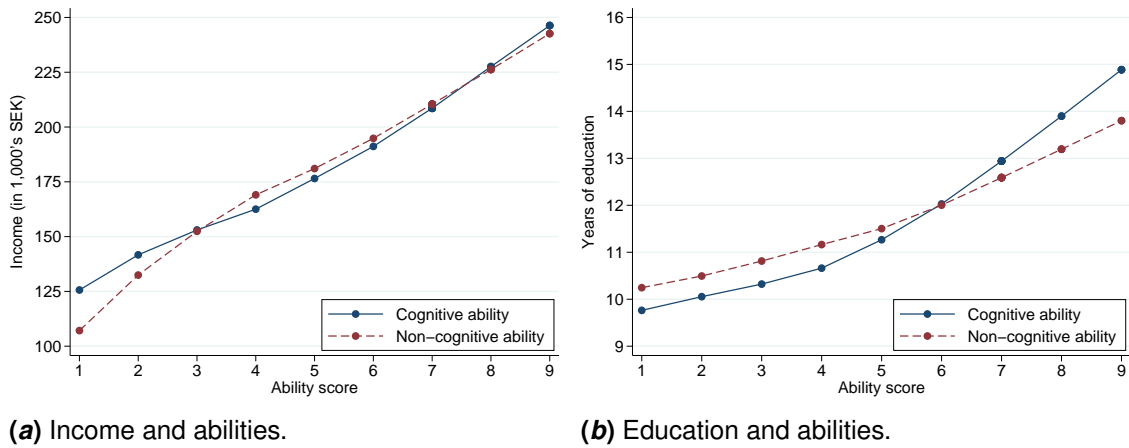 250
225
200
175
150
125
100
Income (in 1,000's SEK)
1 2 3 4 5 6 7 8 9
Ability score
Cognitive ability
Non−cognitive ability
(a) Income and abilities.
16
15
14
13
12
11
10
9
Years of education
1 2 3 4 5 6 7 8 9
Ability score
Cognitive ability
Non−cognitive ability
(b) Education and abilities.